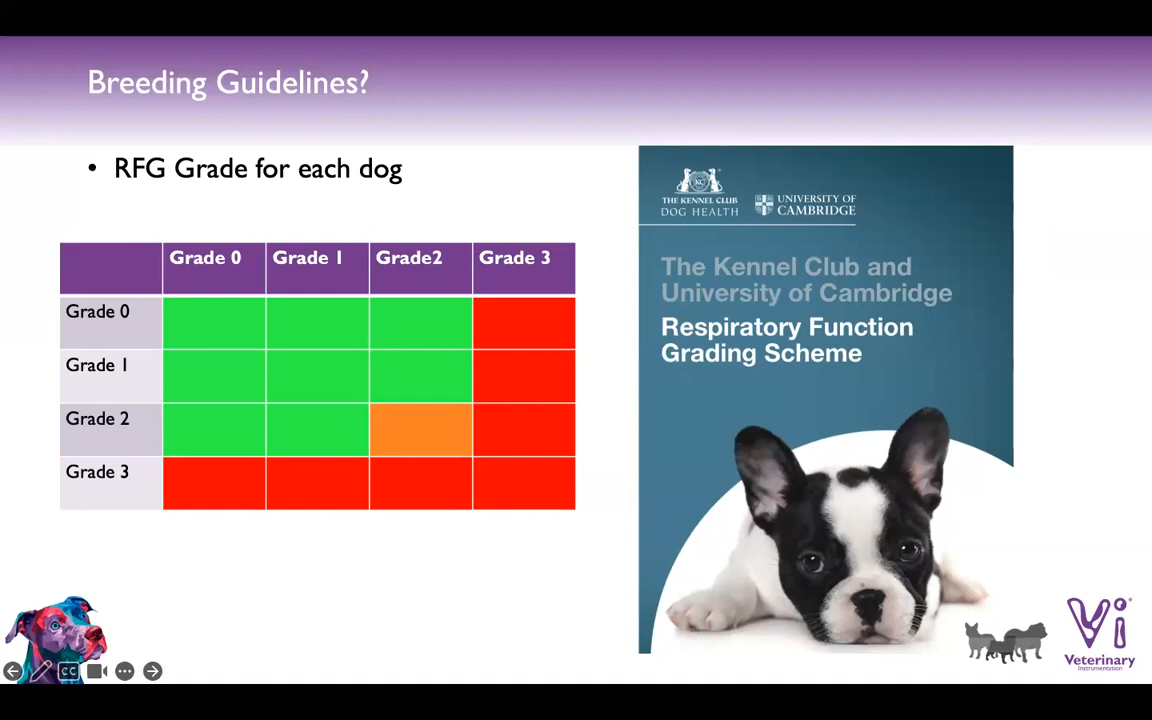 Breeding Guidelines?
• RFG Grade for each dog
Grade 0 Grade 1 Grade2 Grade 3
Grade 0
Grade 1
Grade 2
Grade 3
THE KENNEL CLUB
DOG HEALTH
UNIVERSITY OF
CAMBRIDGE
The Kennel Club and
University of Cambridge
Respiratory Function
Grading Scheme
CC
Vi
Veterinary
Instrumentation